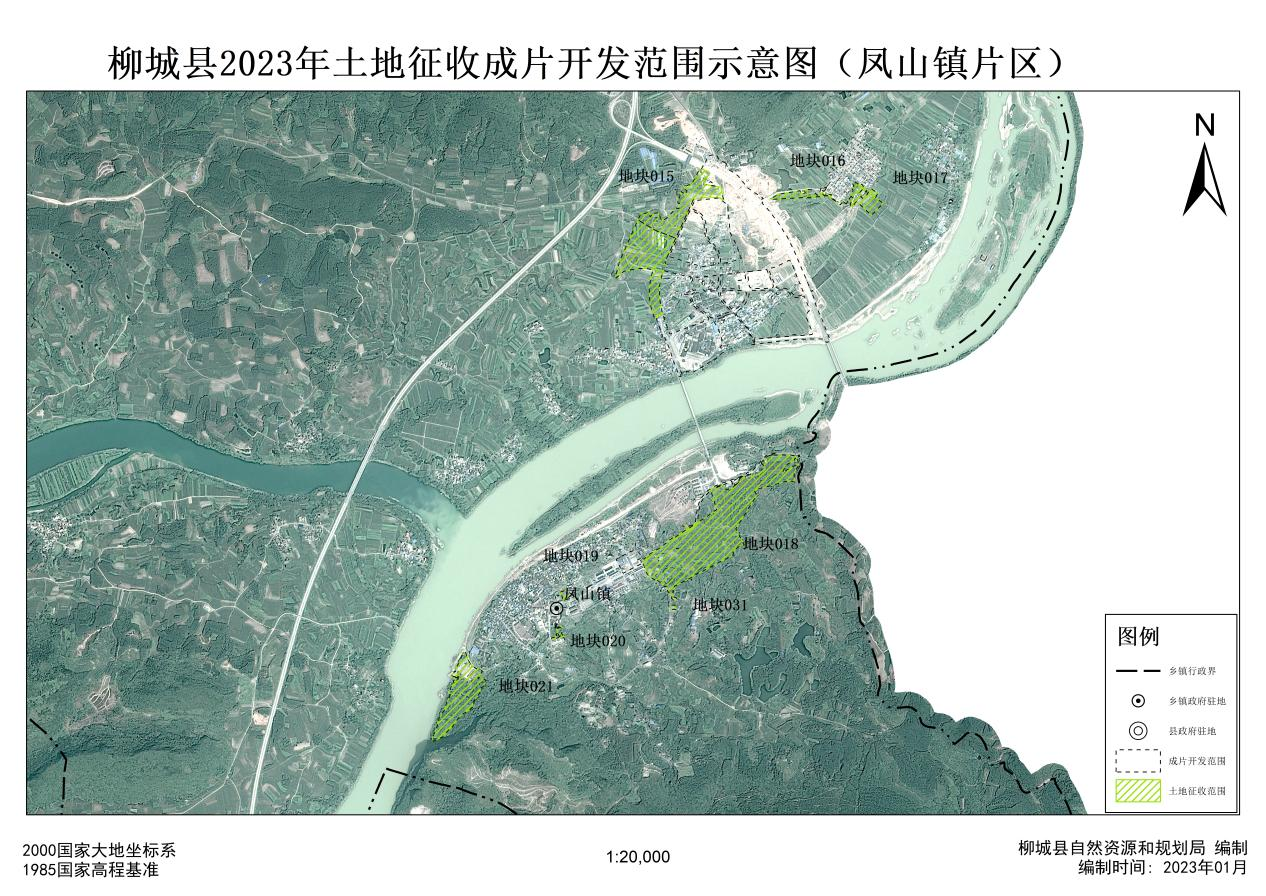 柳城县2023年土地征收成片开发范围示意图（凤山镇片区）
N
地块016
地块015
地块017
地块018
地块019
凤山镇
地块031
地块020
地块021
图例
乡镇行政界
乡镇政府驻地
县政府驻地
成片开发范围
土地征收范围
2000国家大地坐标系
1985国家高程基准
1:20,000
柳城县自然资源和规划局 编制
编制时间：2023年01月